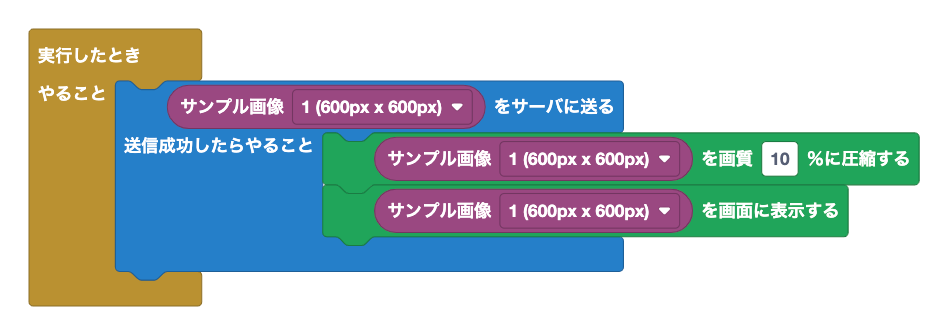 実行したとき
やること
サンプル画像 1 (600px x 600px) をサーバに送る
送信成功したらやること
サンプル画像 1 (600px x 600px) を画質 10 %に圧縮する
サンプル画像 1 (600px x 600px) を画面に表示する